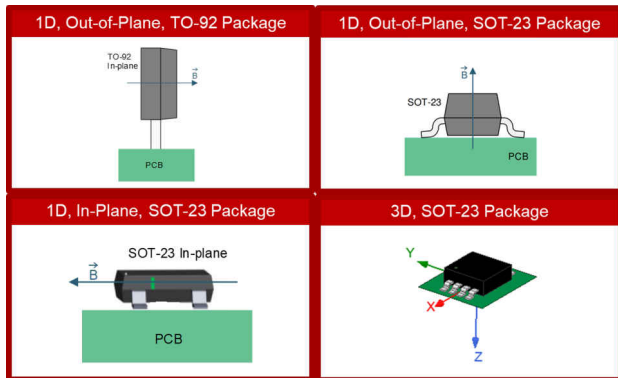 1D, Out-of-Plane, TO-92 Package
TO-92
In-plane
B
PCB
1D, Out-of-Plane, SOT-23 Package
B
SOT-23
PCB
1D, In-Plane, SOT-23 Package
SOT-23 In-plane
B
PCB
3D, SOT-23 Package
Y
X
Z